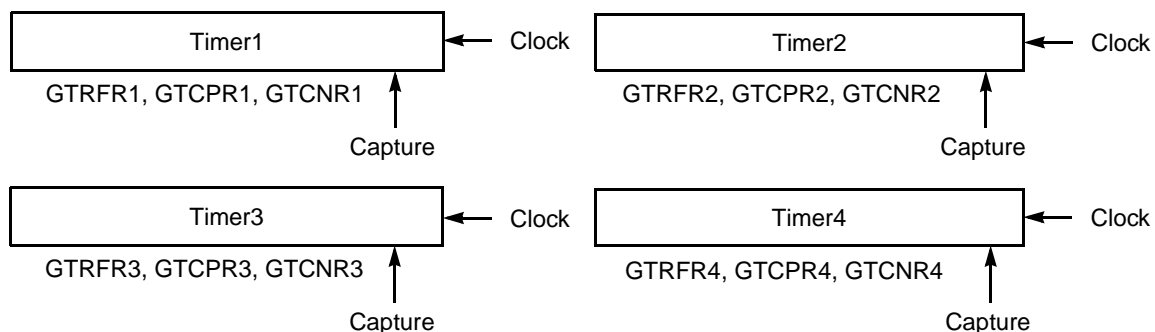 Timer1
Clock
GTRFR1, GTCPR1, GTCNR1
Capture
Timer2
Clock
GTRFR2, GTCPR2, GTCNR2
Capture
Timer3
Clock
GTRFR3, GTCPR3, GTCNR3
Capture
Timer4
Clock
GTRFR4, GTCPR4, GTCNR4
Capture